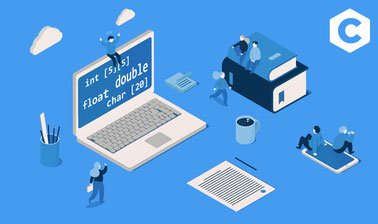 int [5][5]
double
float
char [20]
C